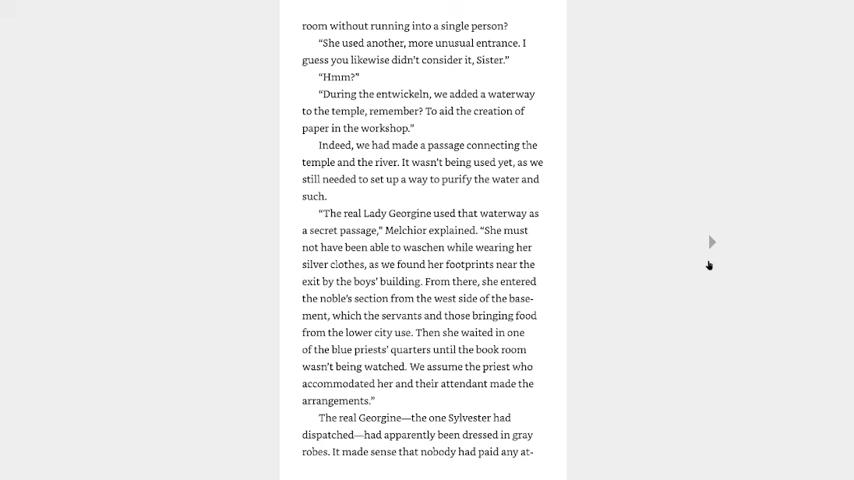 room without running into a single person?
“She used another, more unusual entrance. I
guess you likewise didn’t consider it, Sister.”
“Hmm?”
“During the entwickeln, we added a waterway
to the temple, remember? To aid the creation of
paper in the workshop.”
Indeed, we had made a passage connecting the
temple and the river. It wasn’t being used yet, as we
still needed to set up a way to purify the water and
such.
“The real Lady Georgine used that waterway as
a secret passage,” Melchior explained. “She must
not have been able to waschen while wearing her
silver clothes, as we found her footprints near the
exit by the boys’ building. From there, she entered
the noble’s section from the west side of the base-
ment, which the servants and those bringing food
from the lower city use. Then she waited in one
of the blue priests’ quarters until the book room
wasn’t being watched. We assume the priest who
accommodated her and their attendant made the
arrangements.”
The real Georgine—the one Sylvester had
dispatched—had apparently been dressed in gray
robes. It made sense that nobody had paid any at-